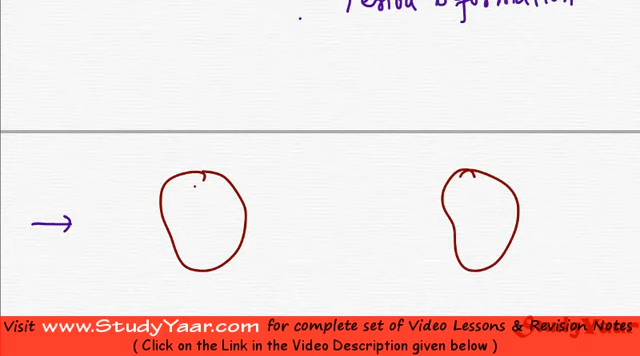 Visit www.StudyYaar.com for complete set of Video Lessons & Revision Notes
( Click on the Link in the Video Description given below )
StudyYaar